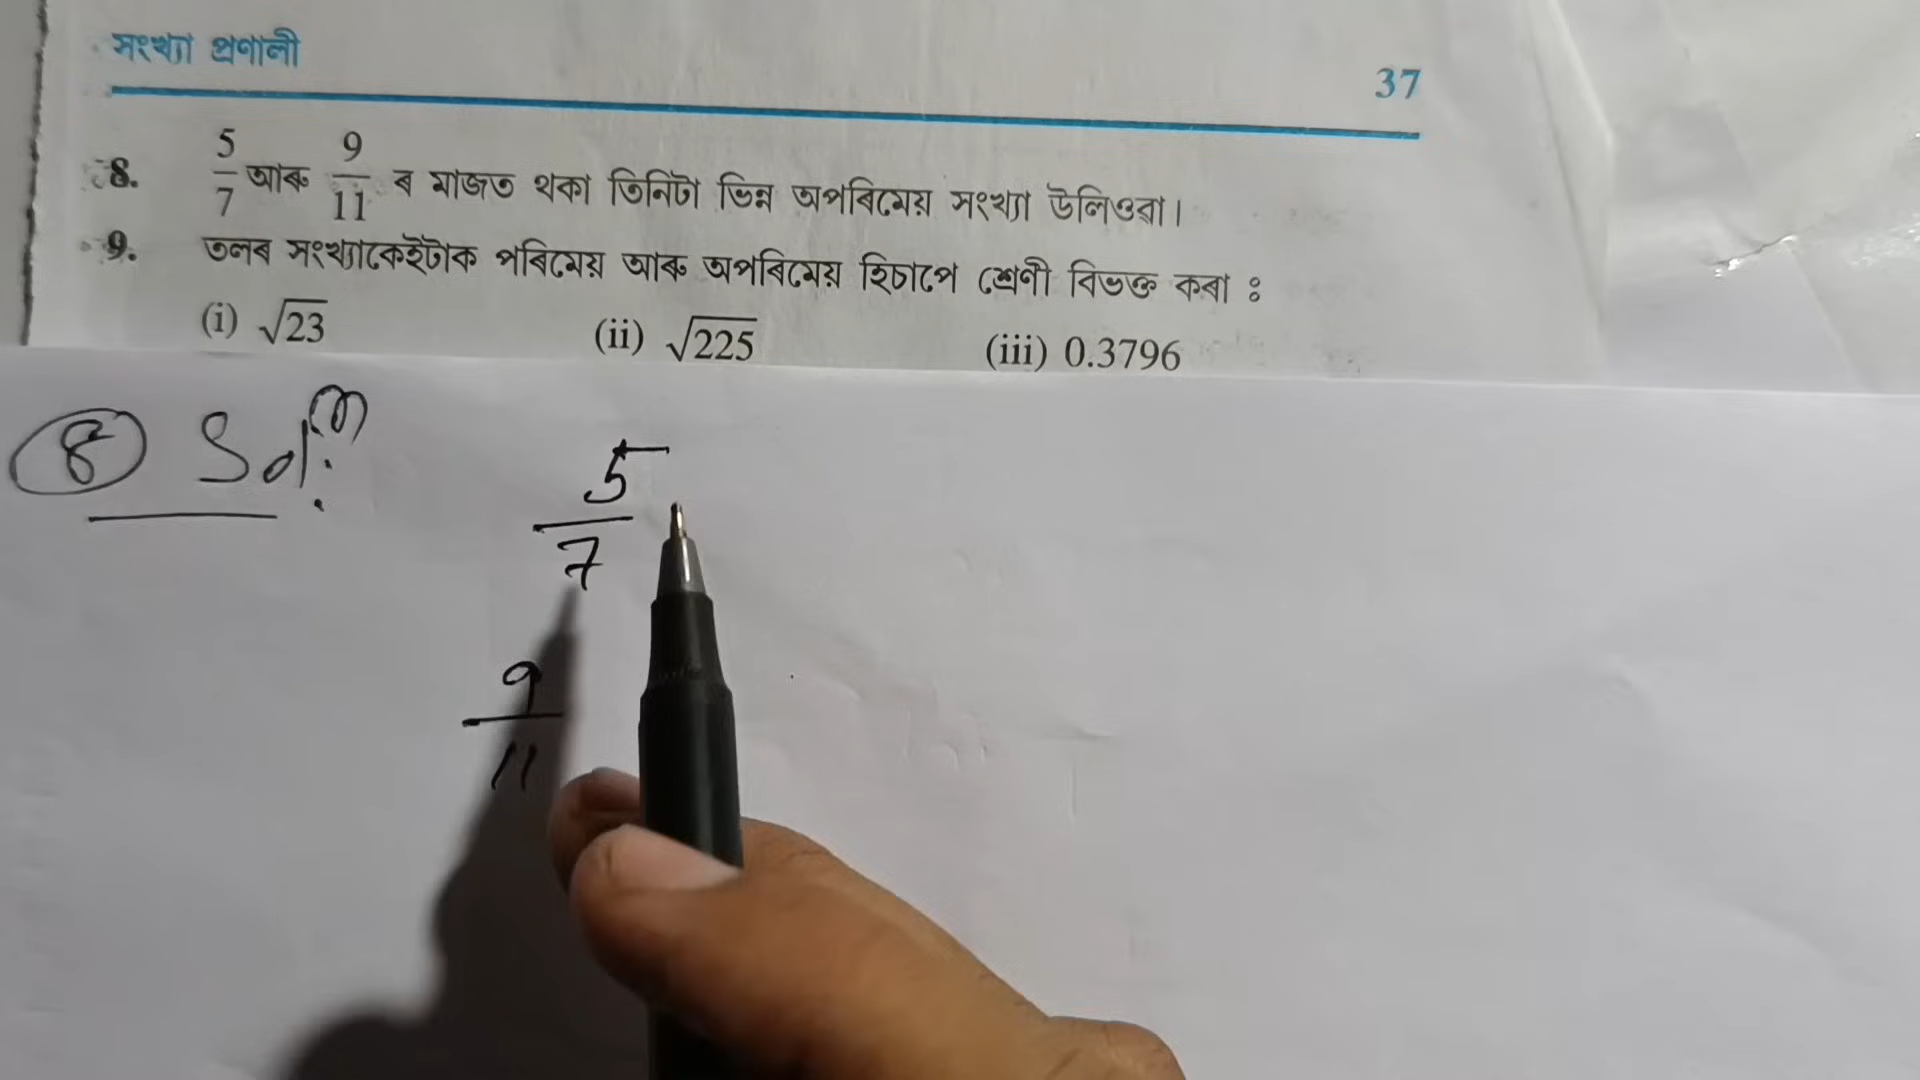 সংখ্যা প্ৰণালী
37
8. 5/7 আৰু 9/11 ৰ মাজত থকা তিনিটা ভিন্ন অপৰিমেয় সংখ্যা উলিওৱা।
9. তলৰ সংখ্যাকেইটাক পৰিমেয় আৰু অপৰিমেয় হিচাপে শ্ৰেণী বিভক্ত কৰা :
(i) √23 (ii) √225 (iii) 0.3796
8 Solⁿ:
5/7
9/11